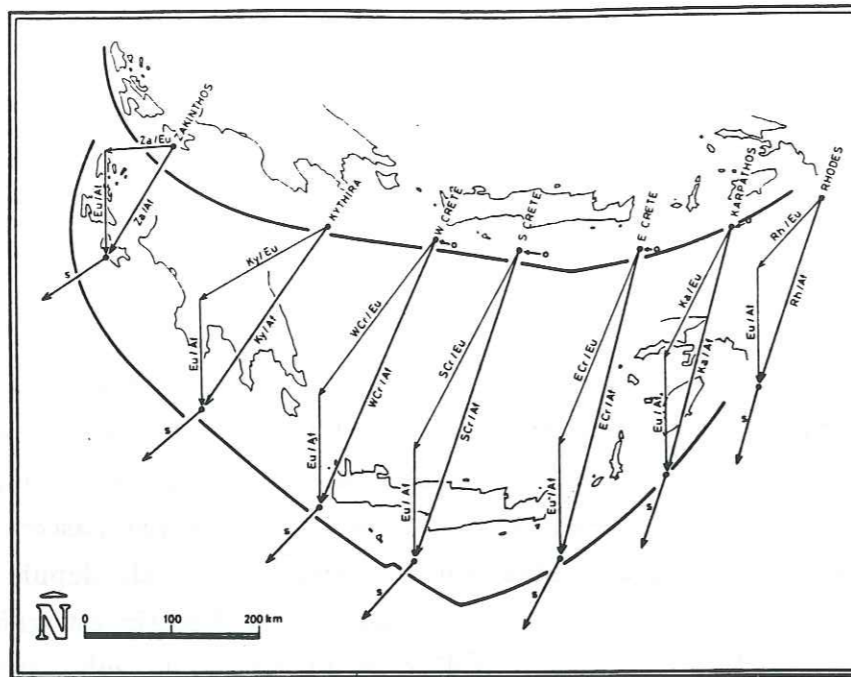 ZAKINTHOS
Za/Eu
Eu/Af
Za/Af
S
KYTHIRA
Ky/Eu
Eu/Af
Ky/Af
S
W CRETE
o
WCr/Eu
Eu/Af
WCr/Af
S
S CRETE
o
SCr/Eu
Eu/Af
SCr/Af
S
E CRETE
o
ECr/Eu
Eu/Af
ECr/Af
S
KARPATHOS
o
Ka/Eu
Eu/Af
Ka/Af
S
RHODES
Rh/Eu
Eu/Af
Rh/Af
S
N
0 100 200 km